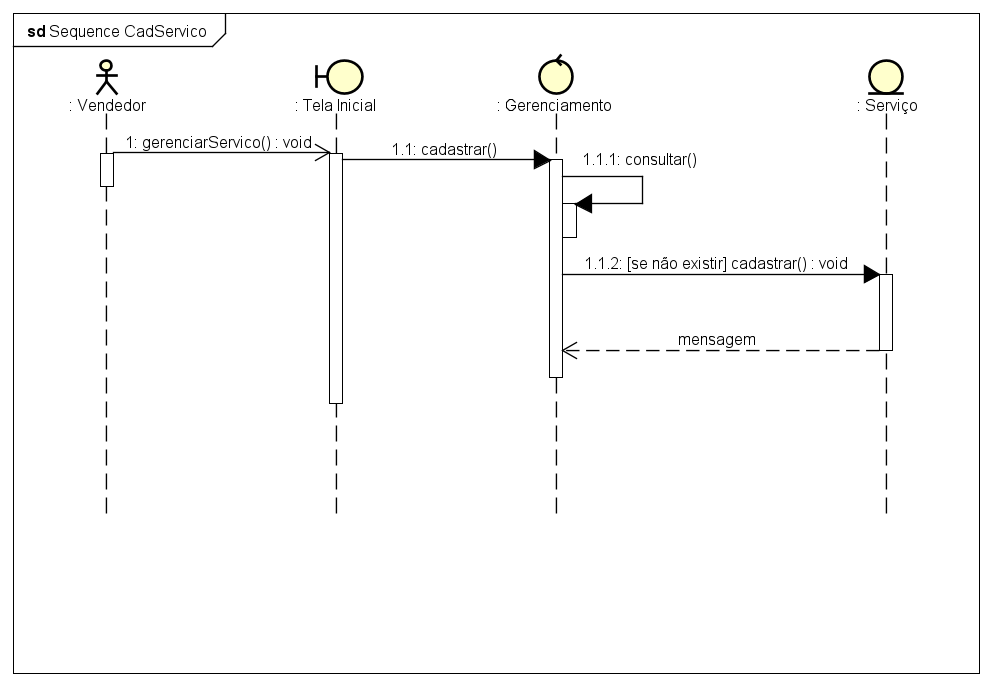 sd Sequence CadServico
: Vendedor
: Tela Inicial
: Gerenciamento
: Serviço
1: gerenciarServico() : void
1.1: cadastrar()
1.1.1: consultar()
1.1.2: [se não existir] cadastrar() : void
mensagem